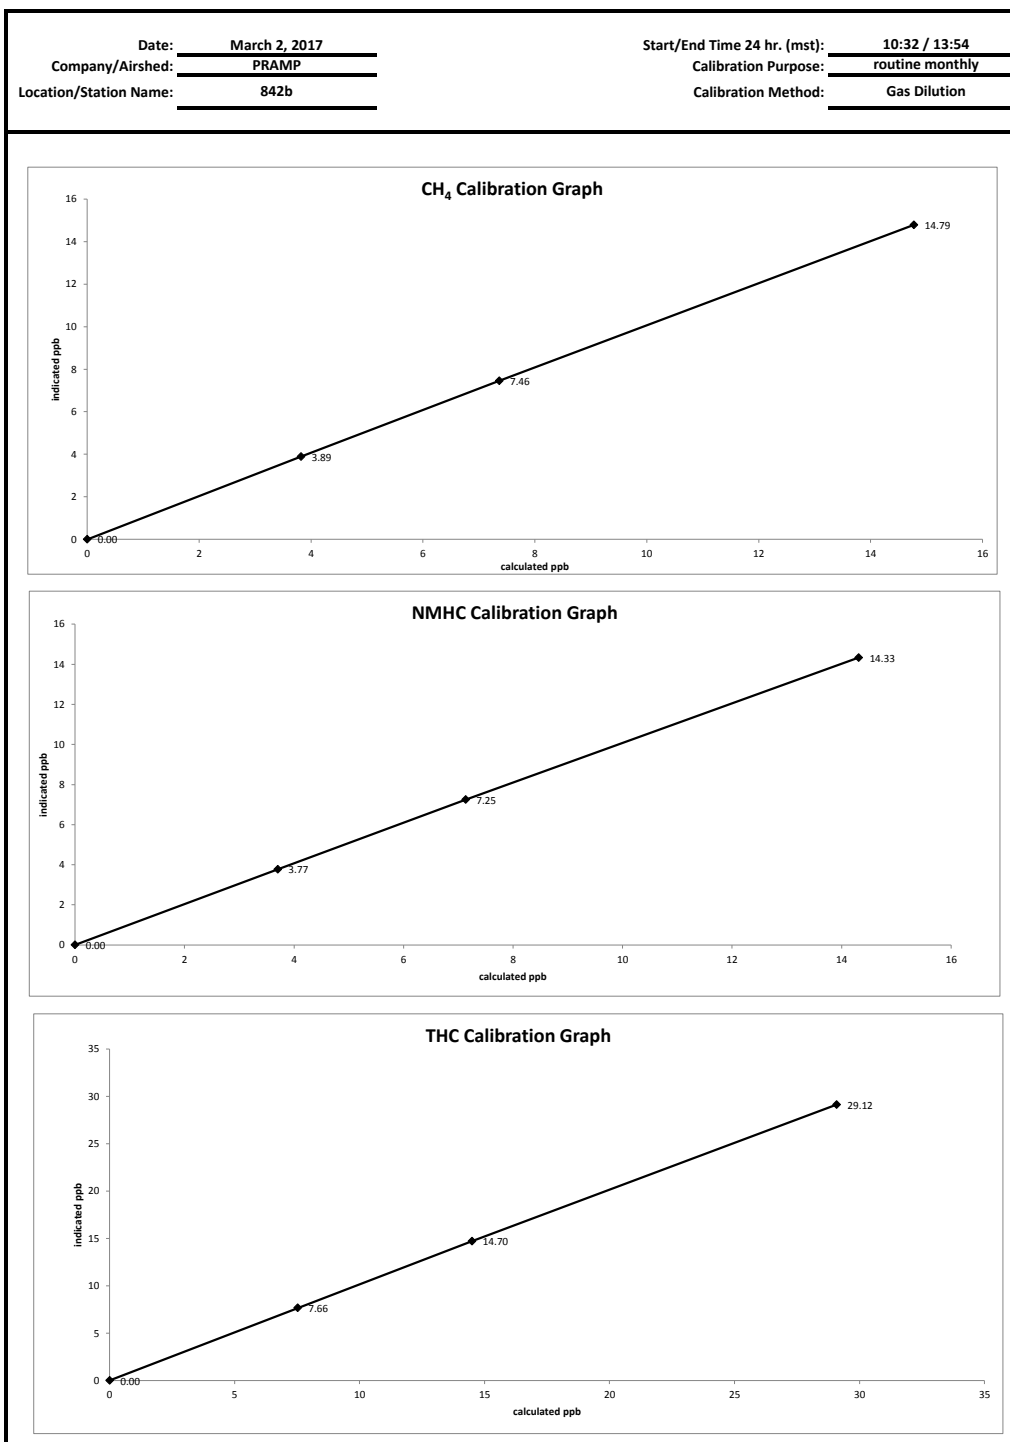 Date: March 2, 2017 Start/End Time 24 hr. (mst): 10:32 / 13:54
Company/Airshed: PRAMP Calibration Purpose: routine monthly
Location/Station Name: 842b Calibration Method: Gas Dilution
CH4 Calibration Graph
16
14
12
10
8
6
4
2
0
indicated ppb
14.79
7.46
3.89
0.00
0 2 4 6 8 10 12 14 16
calculated ppb
NMHC Calibration Graph
16
14
12
10
8
6
4
2
0
indicated ppb
14.33
7.25
3.77
0.00
0 2 4 6 8 10 12 14 16
calculated ppb
THC Calibration Graph
35
30
25
20
15
10
5
0
indicated ppb
29.12
14.70
7.66
0.00
0 5 10 15 20 25 30 35
calculated ppb